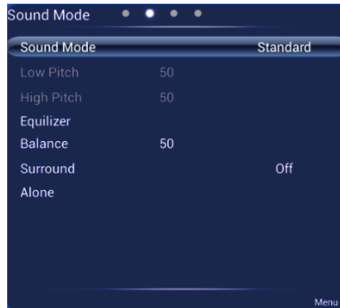 Sound Mode
Sound Mode Standard
Low Pitch 50
High Pitch 50
Equilizer
Balance 50
Surround Off
Alone
Menu